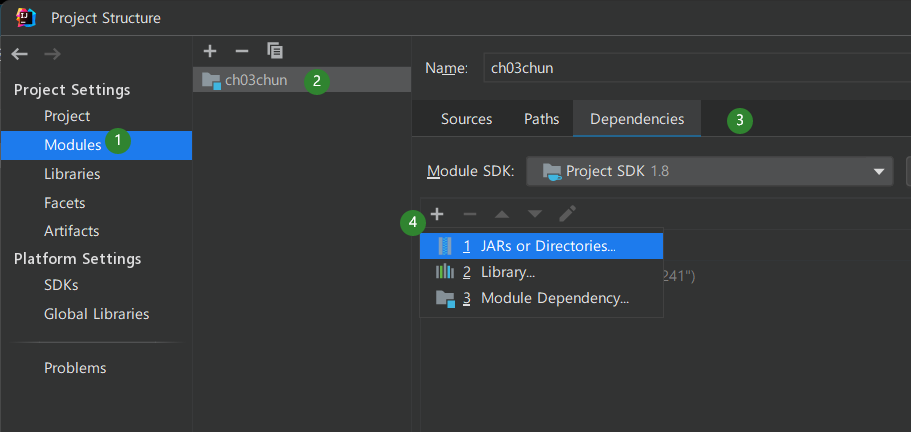 Project Structure
Project Settings
Project
Modules
1
Libraries
Facets
Artifacts
Platform Settings
SDKs
Global Libraries
Problems
ch03chun
2
Name: ch03chun
Sources Paths Dependencies
3
Module SDK: Project SDK 1.8
4
1 JARs or Directories...
2 Library...
241")
3 Module Dependency...